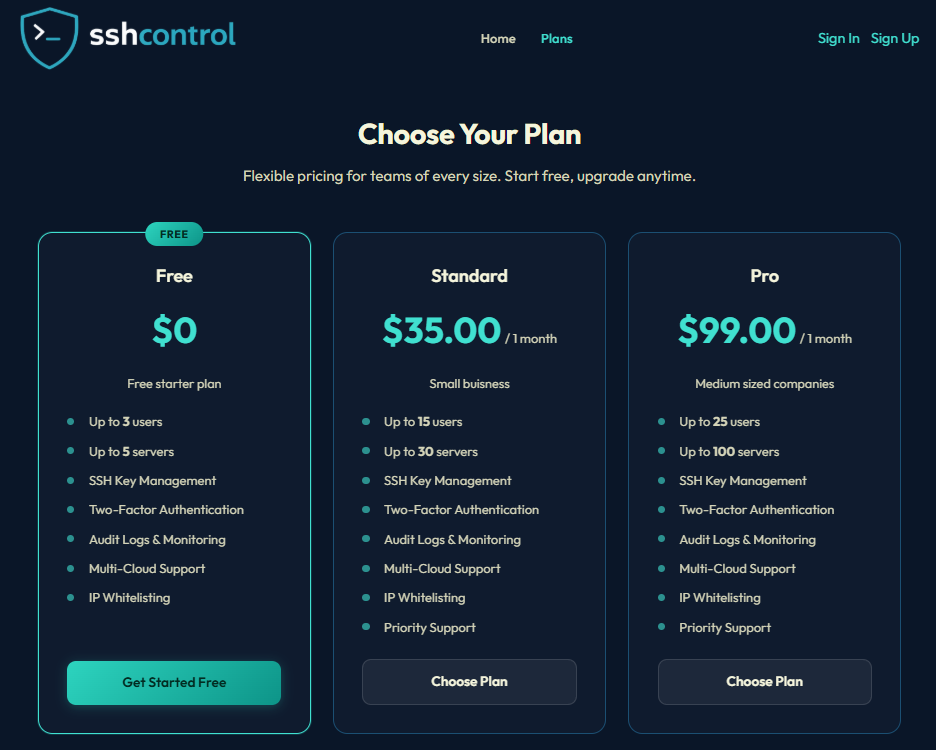 >_ sshcontrol
Home Plans Sign In Sign Up
Choose Your Plan
Flexible pricing for teams of every size. Start free, upgrade anytime.
FREE
Free
$0
Free starter plan
Up to 3 users
Up to 5 servers
SSH Key Management
Two-Factor Authentication
Audit Logs & Monitoring
Multi-Cloud Support
IP Whitelisting
Get Started Free
Standard
$35.00 / 1 month
Small buisness
Up to 15 users
Up to 30 servers
SSH Key Management
Two-Factor Authentication
Audit Logs & Monitoring
Multi-Cloud Support
IP Whitelisting
Priority Support
Choose Plan
Pro
$99.00 / 1 month
Medium sized companies
Up to 25 users
Up to 100 servers
SSH Key Management
Two-Factor Authentication
Audit Logs & Monitoring
Multi-Cloud Support
IP Whitelisting
Priority Support
Choose Plan